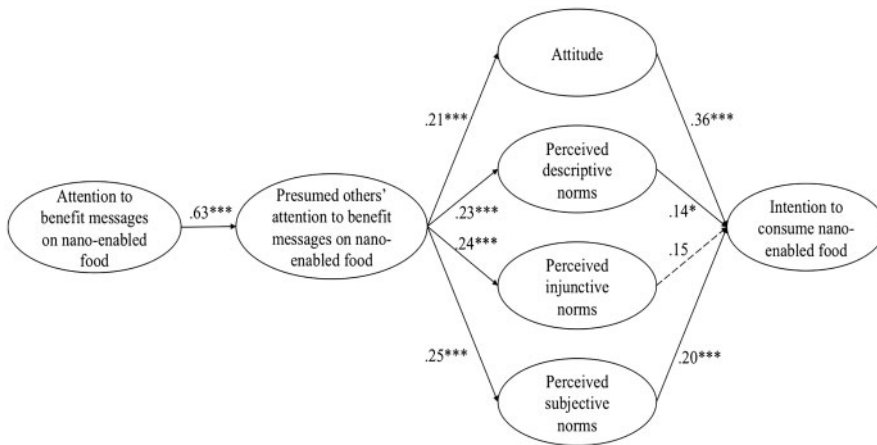 Attitude
.21***
.36***
Perceived
descriptive
norms
Attention to
benefit messages
on nano-enabled
food
.63***
Presumed others’
attention to benefit
messages on nano-
enabled food
.23***
.14*
Intention to
consume nano-
enabled food
.24***
.15
Perceived
injunctive
norms
.25***
.20***
Perceived
subjective
norms